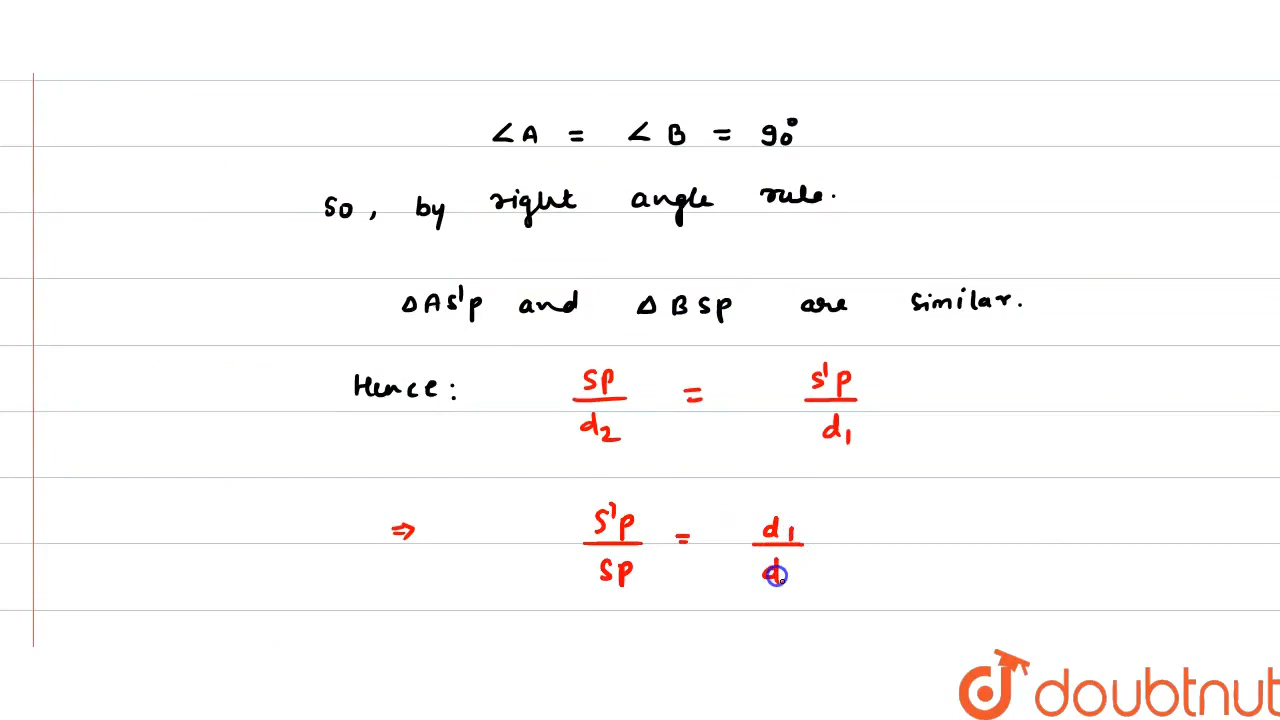 ∠A = ∠B = 90°
So, by right angle rule.
ΔAS'P and ΔBSP are similar.
Hence: SP/d₂ = S'P/d₁
⇒ S'P/SP = d₁/d
doubtnut